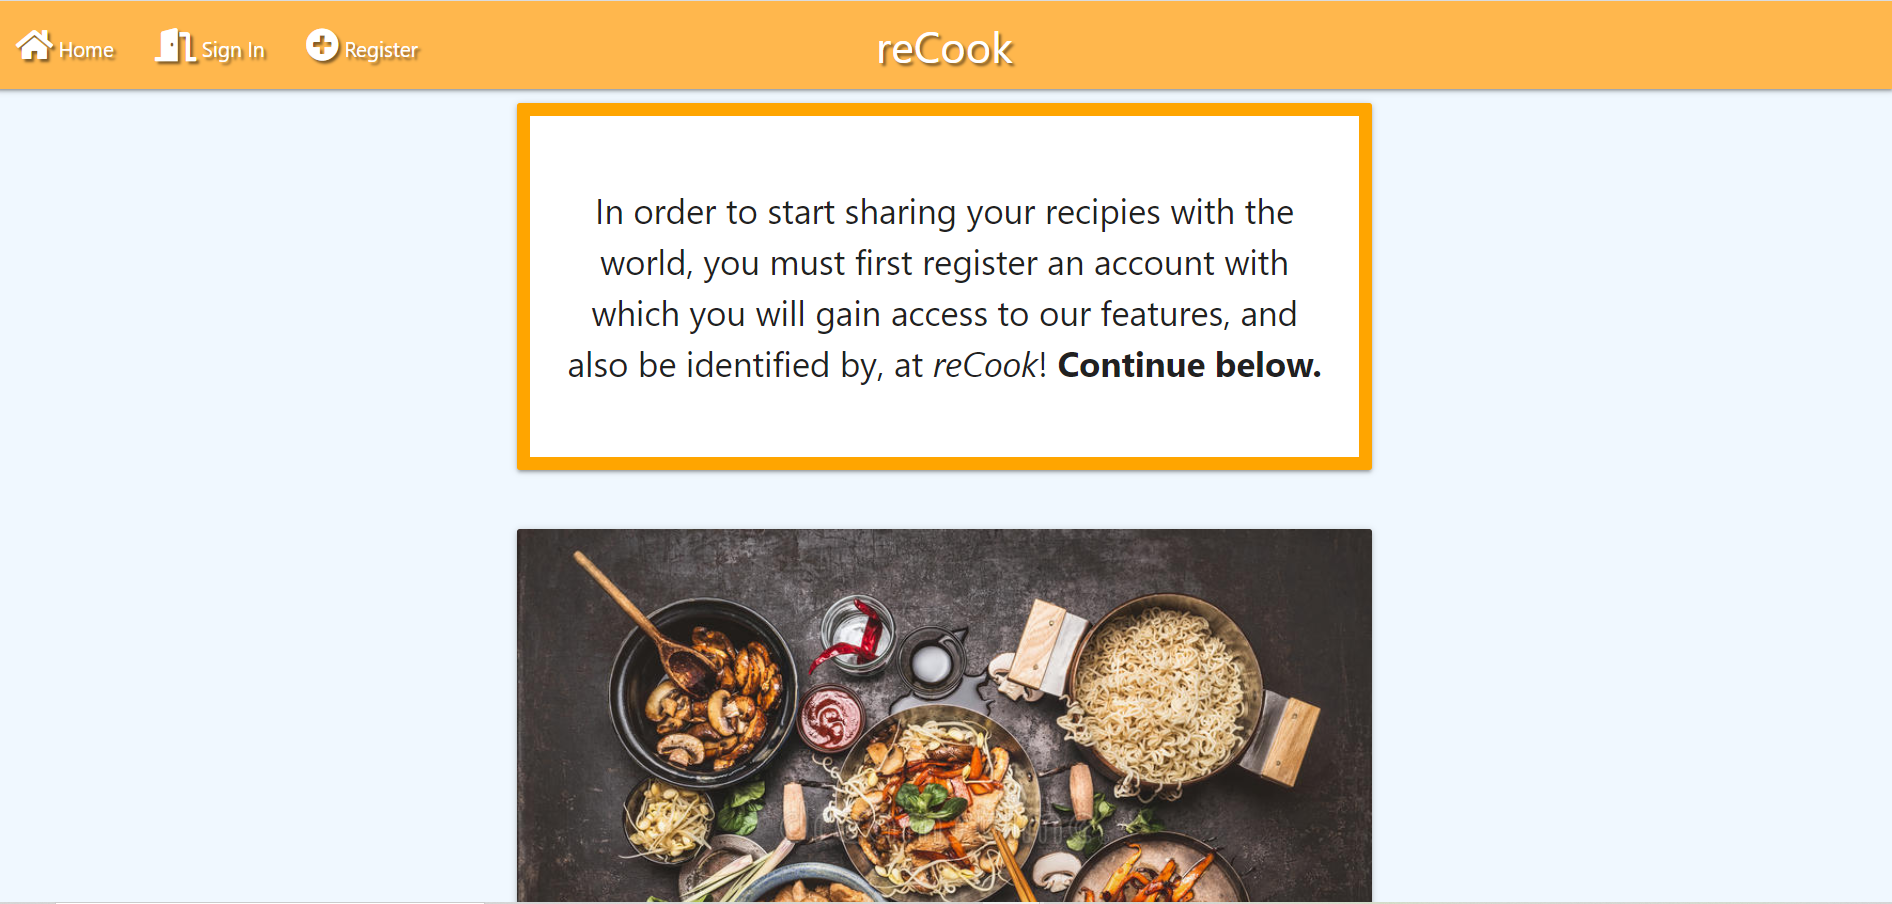 Home
Sign In
Register
reCook
In order to start sharing your recipies with the
world, you must first register an account with
which you will gain access to our features, and
also be identified by, at reCook! Continue below.